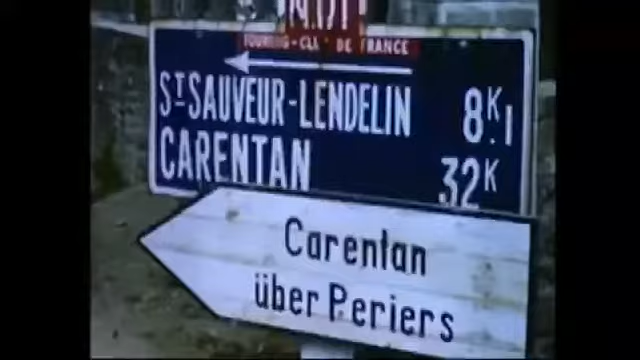 TOURING-CLUB DE FRANCE
ST SAUVEUR-LENDELIN 8K.1
CARENTAN 32K
Carentan
über Periers